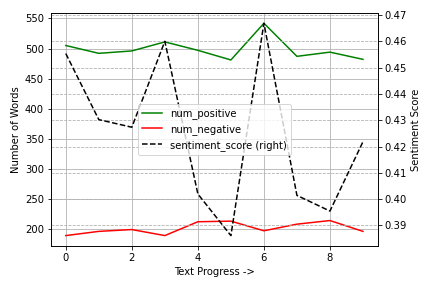 550
500
450
400
350
300
250
200
Number of Words
0.47
0.46
0.45
0.44
0.43
0.42
0.41
0.40
0.39
Sentiment Score
num_positive
num_negative
sentiment_score (right)
0 2 4 6 8
Text Progress ->